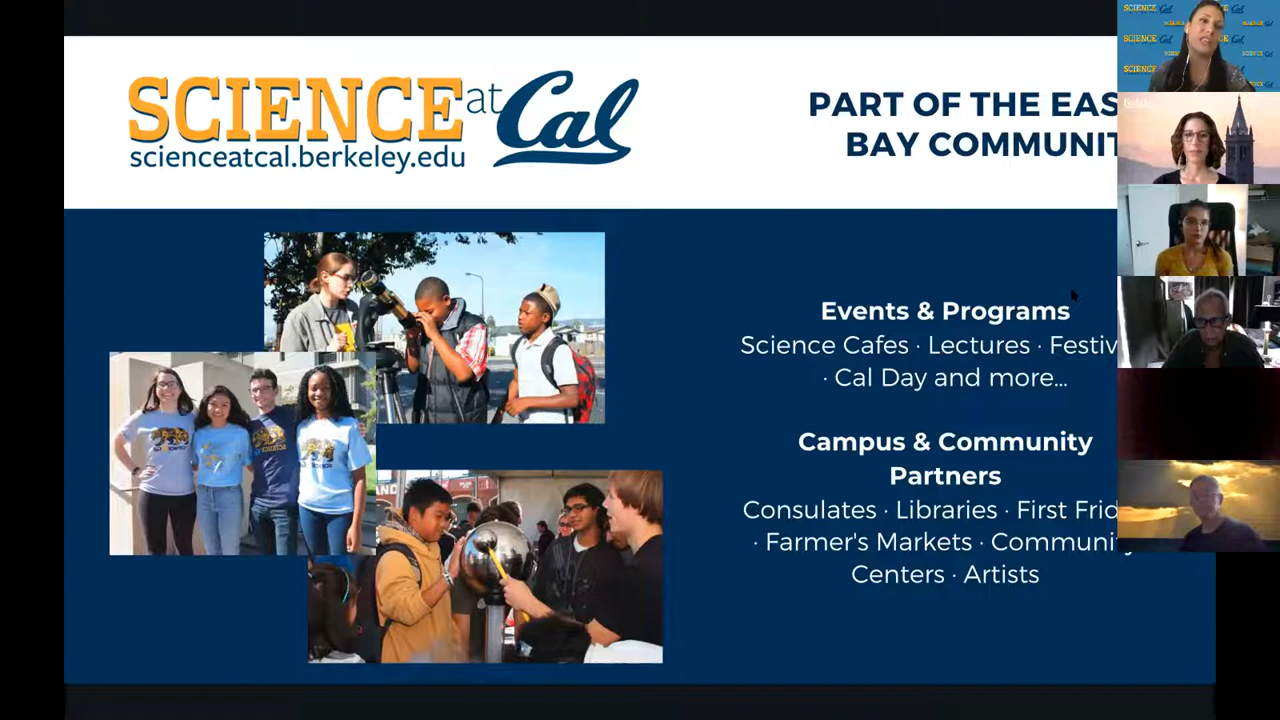 SCIENCE at Cal
scienceatcal.berkeley.edu
PART OF THE EAS
BAY COMMUNIT
Events & Programs
Science Cafes · Lectures · Festiv
· Cal Day and more...
Campus & Community
Partners
Consulates · Libraries · First Frid
· Farmer's Markets · Community
Centers · Artists